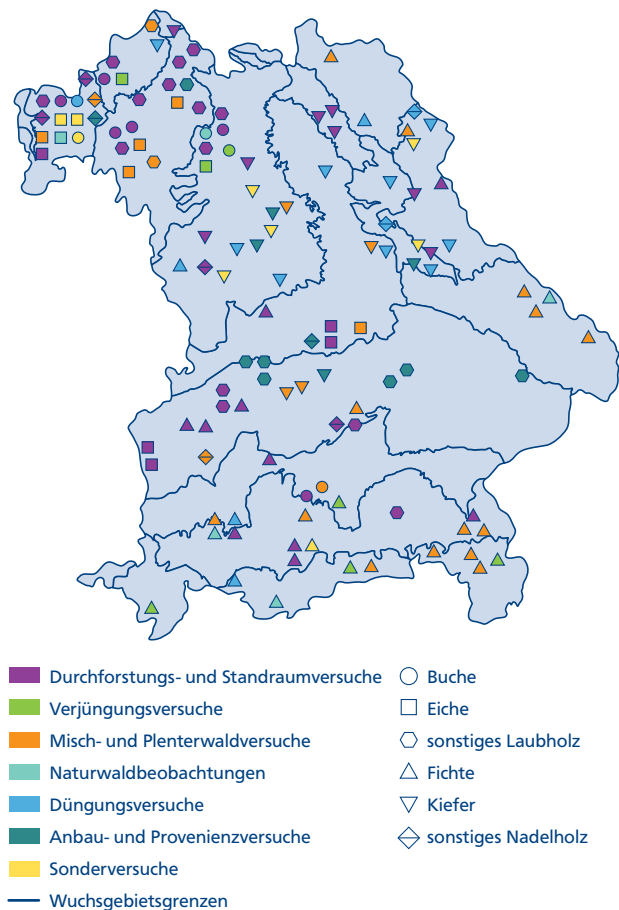 Durchforstungs- und Standraumversuche
Verjüngungsversuche
Misch- und Plenterwaldversuche
Naturwaldbeobachtungen
Düngungsversuche
Anbau- und Provenienzversuche
Sonderversuche
Wuchsgebietsgrenzen
Buche
Eiche
sonstiges Laubholz
Fichte
Kiefer
sonstiges Nadelholz